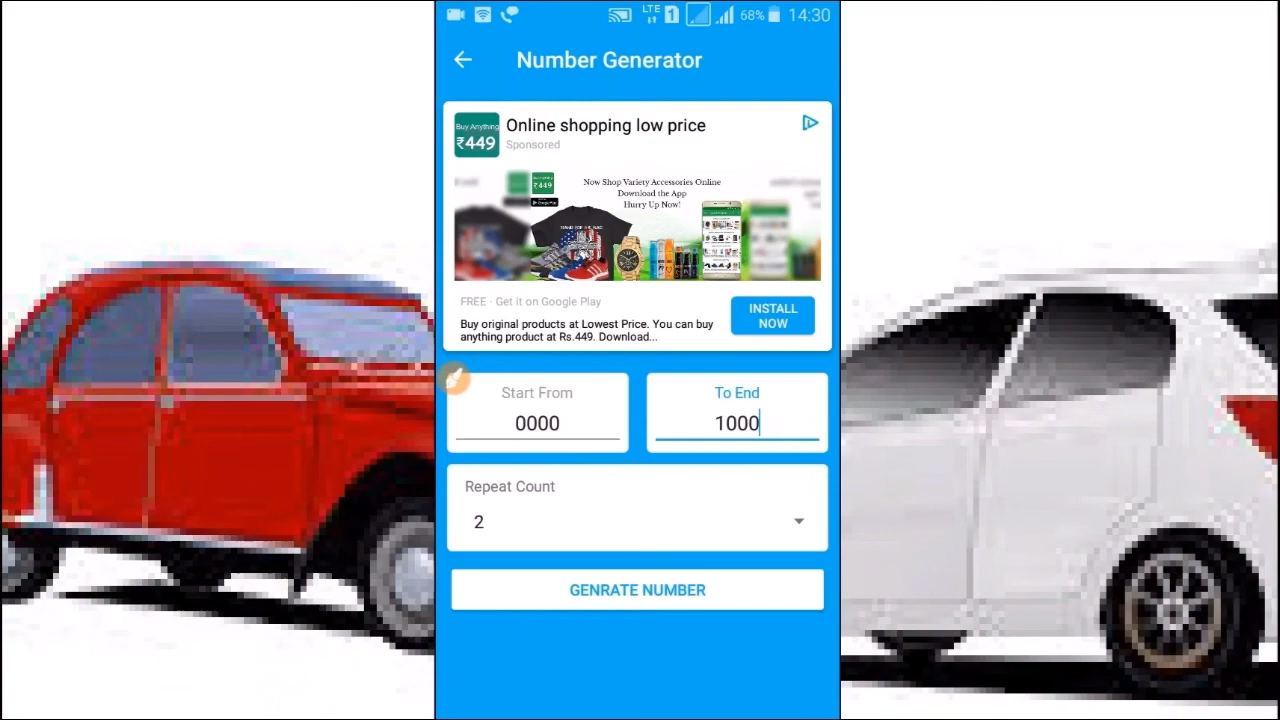 LTE 1 68% 14:30
Number Generator
Buy Anything
₹449
Online shopping low price
Sponsored
₹449
Now Shop Variety Accessories Online
Download the App
Hurry Up Now!
FREE · Get it on Google Play
INSTALL
NOW
Buy original products at Lowest Price. You can buy
anything product at Rs.449. Download...
Start From
To End
0000
1000
Repeat Count
2
GENRATE NUMBER